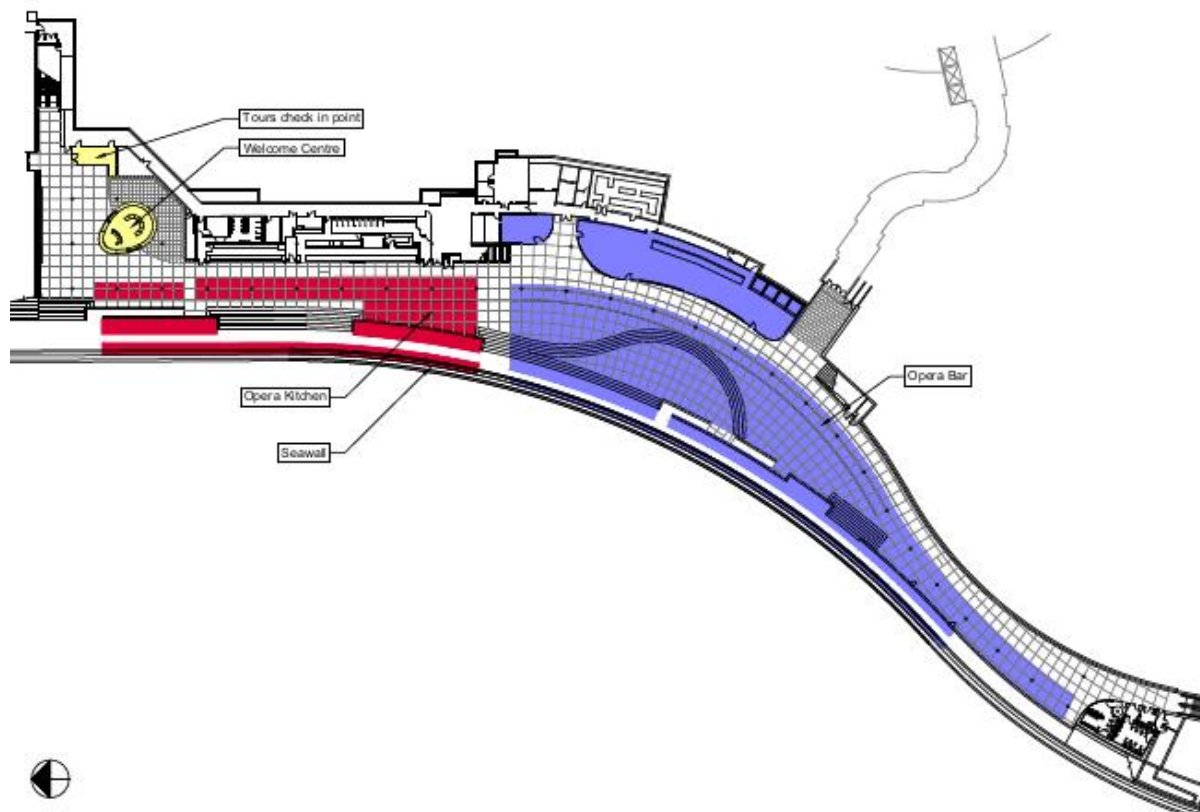 Tours check in point
Welcome Centre
Opera Bar
Opera Kitchen
Seawall